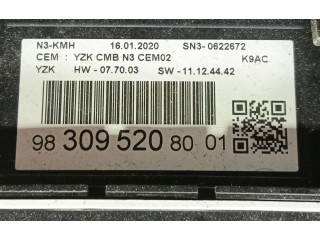 N3-KMH 16.01.2020 SN3- 0622672
CEM : YZK CMB N3 CEM02 K9AC
YZK HW - 07.70.03 SW - 11.12.44.42
98 309 520 80 01